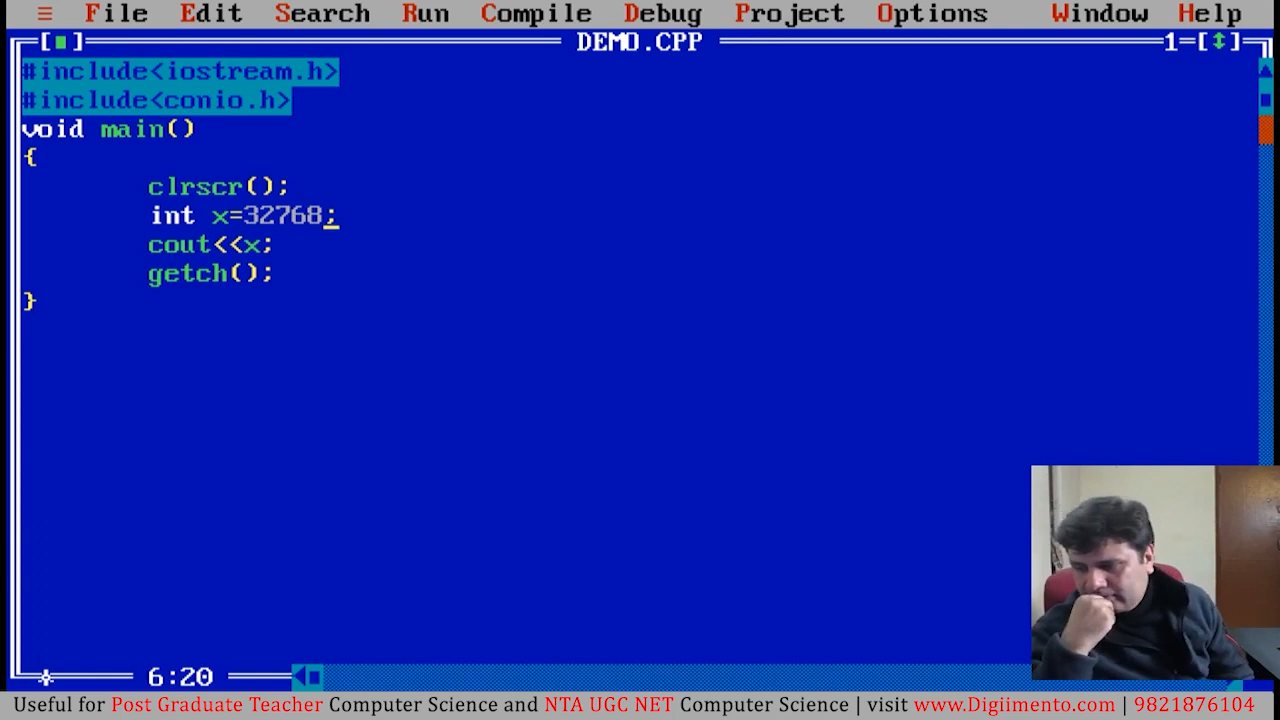 ≡ File Edit Search Run Compile Debug Project Options Window Help
[■] DEMO.CPP 1=[↕]
#include<iostream.h>
#include<conio.h>
void main()
{
clrscr();
int x=32768;
cout<<x;
getch();
}
6:20
Useful for Post Graduate Teacher Computer Science and NTA UGC NET Computer Science | visit www.Digiimento.com | 9821876104